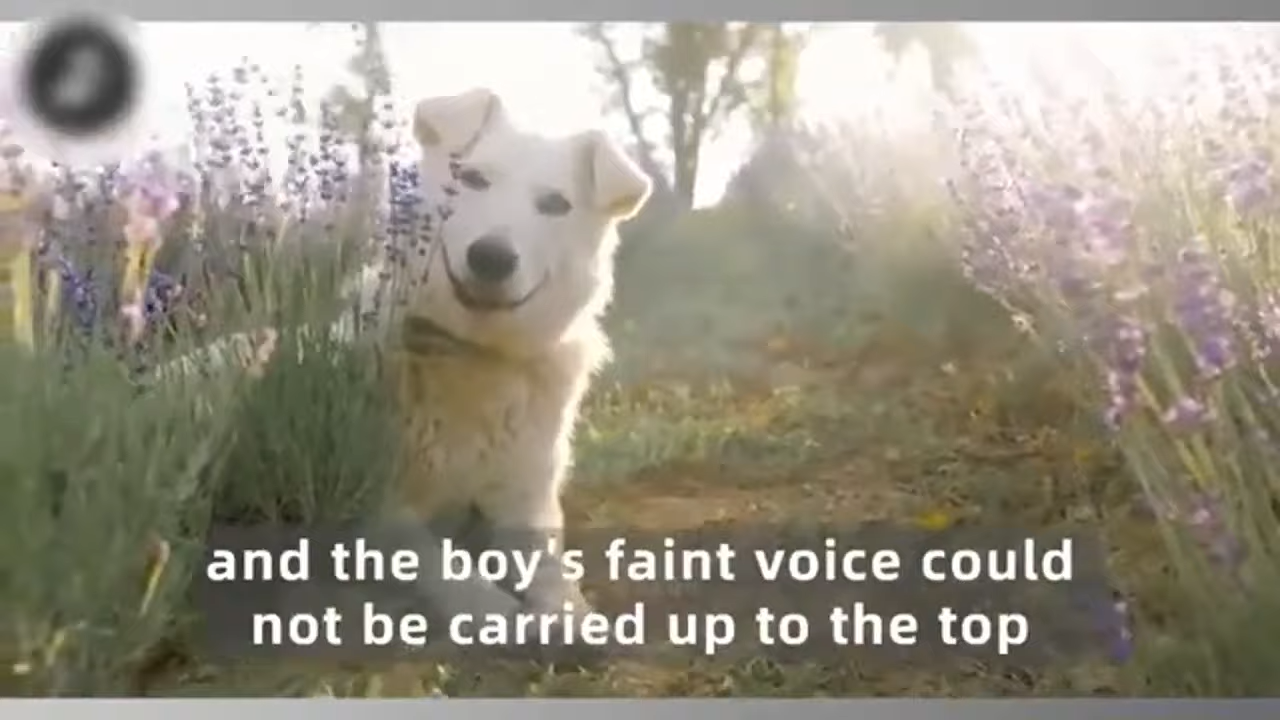 and the boy's faint voice could
not be carried up to the top